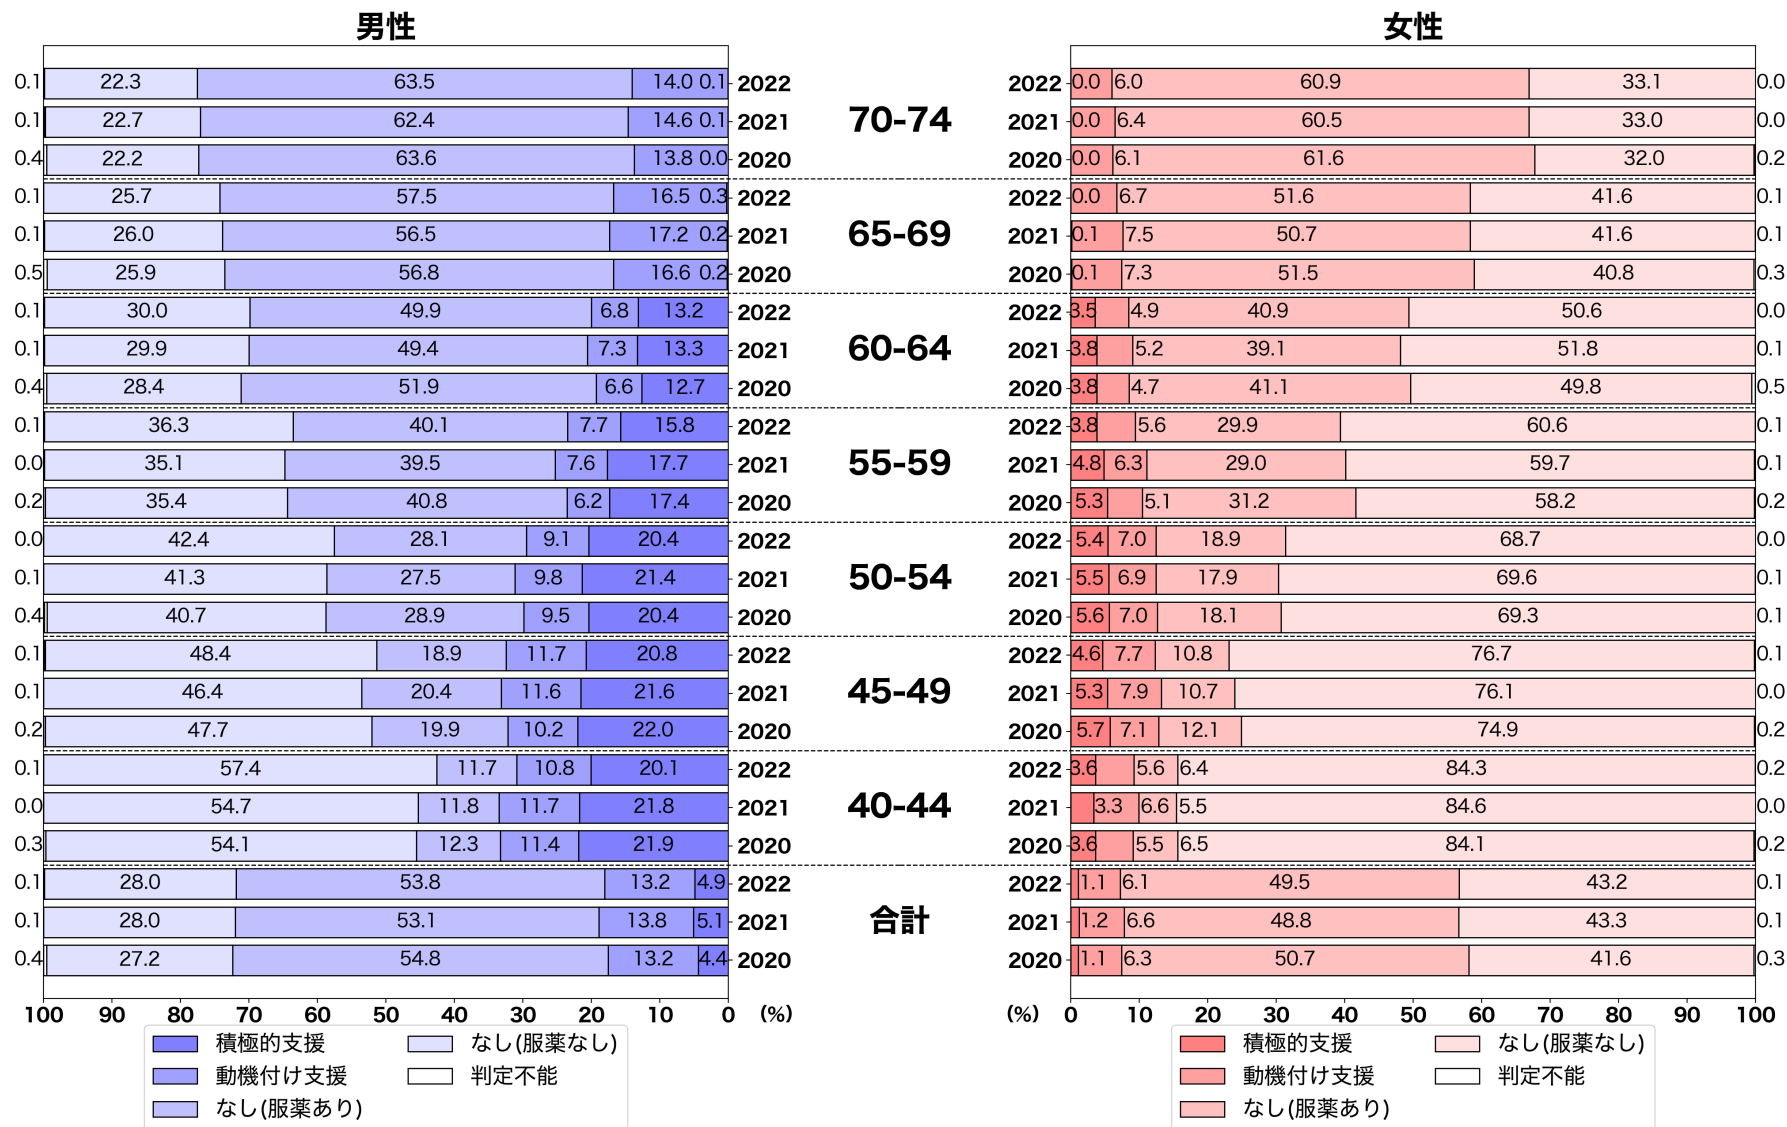 男性 女性
0.1 22.3 63.5 14.0 0.1 2022 2022 0.0 6.0 60.9 33.1 0.0
0.1 22.7 62.4 14.6 0.1 2021 70-74 2021 0.0 6.4 60.5 33.0 0.0
0.4 22.2 63.6 13.8 0.0 2020 2020 0.0 6.1 61.6 32.0 0.2
0.1 25.7 57.5 16.5 0.3 2022 2022 0.0 6.7 51.6 41.6 0.1
0.1 26.0 56.5 17.2 0.2 2021 65-69 2021 0.1 7.5 50.7 41.6 0.1
0.5 25.9 56.8 16.6 0.2 2020 2020 0.1 7.3 51.5 40.8 0.3
0.1 30.0 49.9 6.8 13.2 2022 2022 3.5 4.9 40.9 50.6 0.0
0.1 29.9 49.4 7.3 13.3 2021 60-64 2021 3.8 5.2 39.1 51.8 0.1
0.4 28.4 51.9 6.6 12.7 2020 2020 3.8 4.7 41.1 49.8 0.5
0.1 36.3 40.1 7.7 15.8 2022 2022 3.8 5.6 29.9 60.6 0.1
0.0 35.1 39.5 7.6 17.7 2021 55-59 2021 4.8 6.3 29.0 59.7 0.1
0.2 35.4 40.8 6.2 17.4 2020 2020 5.3 5.1 31.2 58.2 0.2
0.0 42.4 28.1 9.1 20.4 2022 2022 5.4 7.0 18.9 68.7 0.0
0.1 41.3 27.5 9.8 21.4 2021 50-54 2021 5.5 6.9 17.9 69.6 0.1
0.4 40.7 28.9 9.5 20.4 2020 2020 5.6 7.0 18.1 69.3 0.1
0.1 48.4 18.9 11.7 20.8 2022 2022 4.6 7.7 10.8 76.7 0.1
0.1 46.4 20.4 11.6 21.6 2021 45-49 2021 5.3 7.9 10.7 76.1 0.0
0.2 47.7 19.9 10.2 22.0 2020 2020 5.7 7.1 12.1 74.9 0.2
0.1 57.4 11.7 10.8 20.1 2022 2022 3.6 5.6 6.4 84.3 0.2
0.0 54.7 11.8 11.7 21.8 2021 40-44 2021 3.3 6.6 5.5 84.6 0.0
0.3 54.1 12.3 11.4 21.9 2020 2020 3.6 5.5 6.5 84.1 0.2
0.1 28.0 53.8 13.2 4.9 2022 2022 1.1 6.1 49.5 43.2 0.1
0.1 28.0 53.1 13.8 5.1 2021 合計 2021 1.2 6.6 48.8 43.3 0.1
0.4 27.2 54.8 13.2 4.4 2020 2020 1.1 6.3 50.7 41.6 0.3
100 90 80 70 60 50 40 30 20 10 0 (%) (%) 0 10 20 30 40 50 60 70 80 90 100
積極的支援 なし(服薬なし) 積極的支援 なし(服薬なし)
動機付け支援 判定不能 動機付け支援 判定不能
なし(服薬あり) なし(服薬あり)